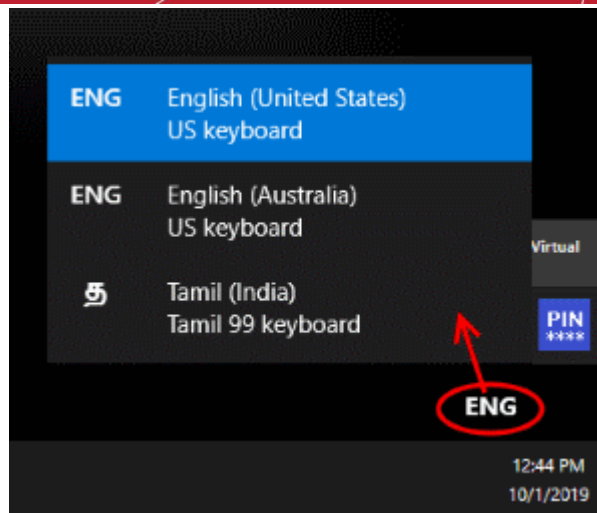 ENG English (United States)
US keyboard
ENG English (Australia)
US keyboard
Virtual
த Tamil (India)
Tamil 99 keyboard
PIN
****
ENG
12:44 PM
10/1/2019